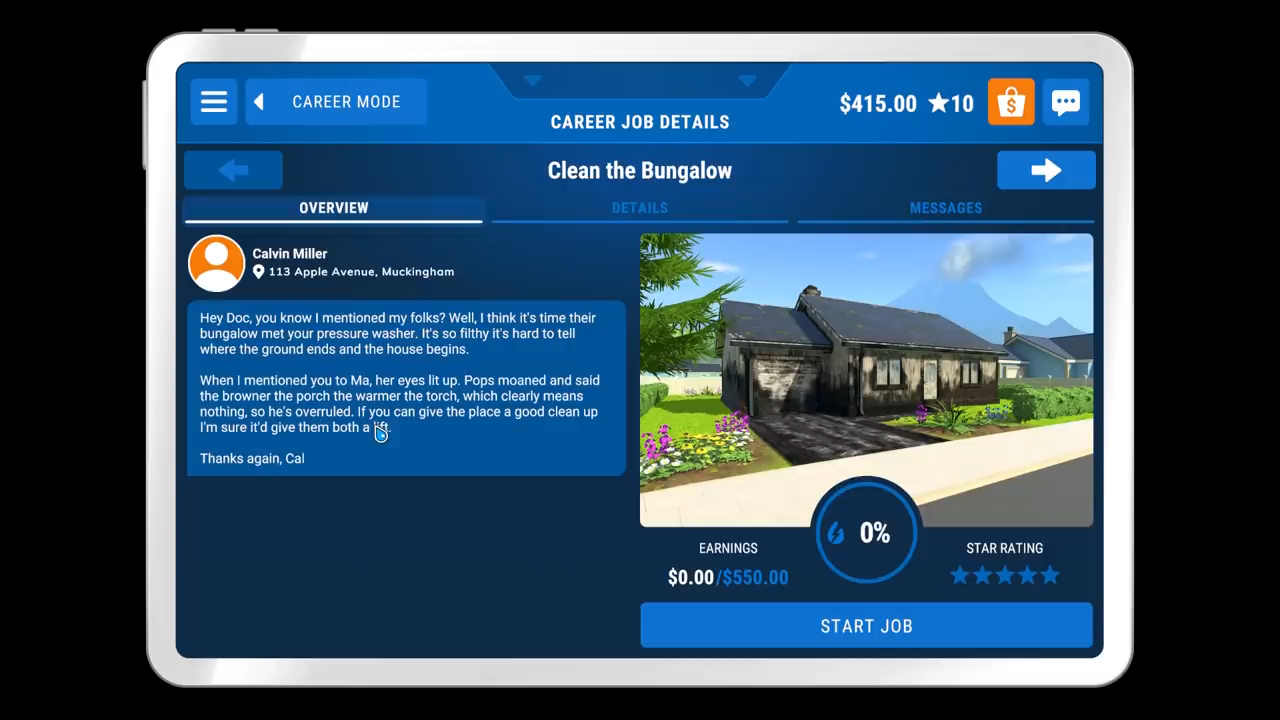 CAREER MODE
$415.00 ★10
CAREER JOB DETAILS
Clean the Bungalow
OVERVIEW
DETAILS
MESSAGES
Calvin Miller
113 Apple Avenue, Muckingham
Hey Doc, you know I mentioned my folks? Well, I think it's time their
bungalow met your pressure washer. It's so filthy it's hard to tell
where the ground ends and the house begins.
When I mentioned you to Ma, her eyes lit up. Pops moaned and said
the browner the porch the warmer the torch, which clearly means
nothing, so he's overruled. If you can give the place a good clean up
I'm sure it'd give them both a lift.
Thanks again, Cal
0%
EARNINGS
$0.00/$550.00
STAR RATING
START JOB